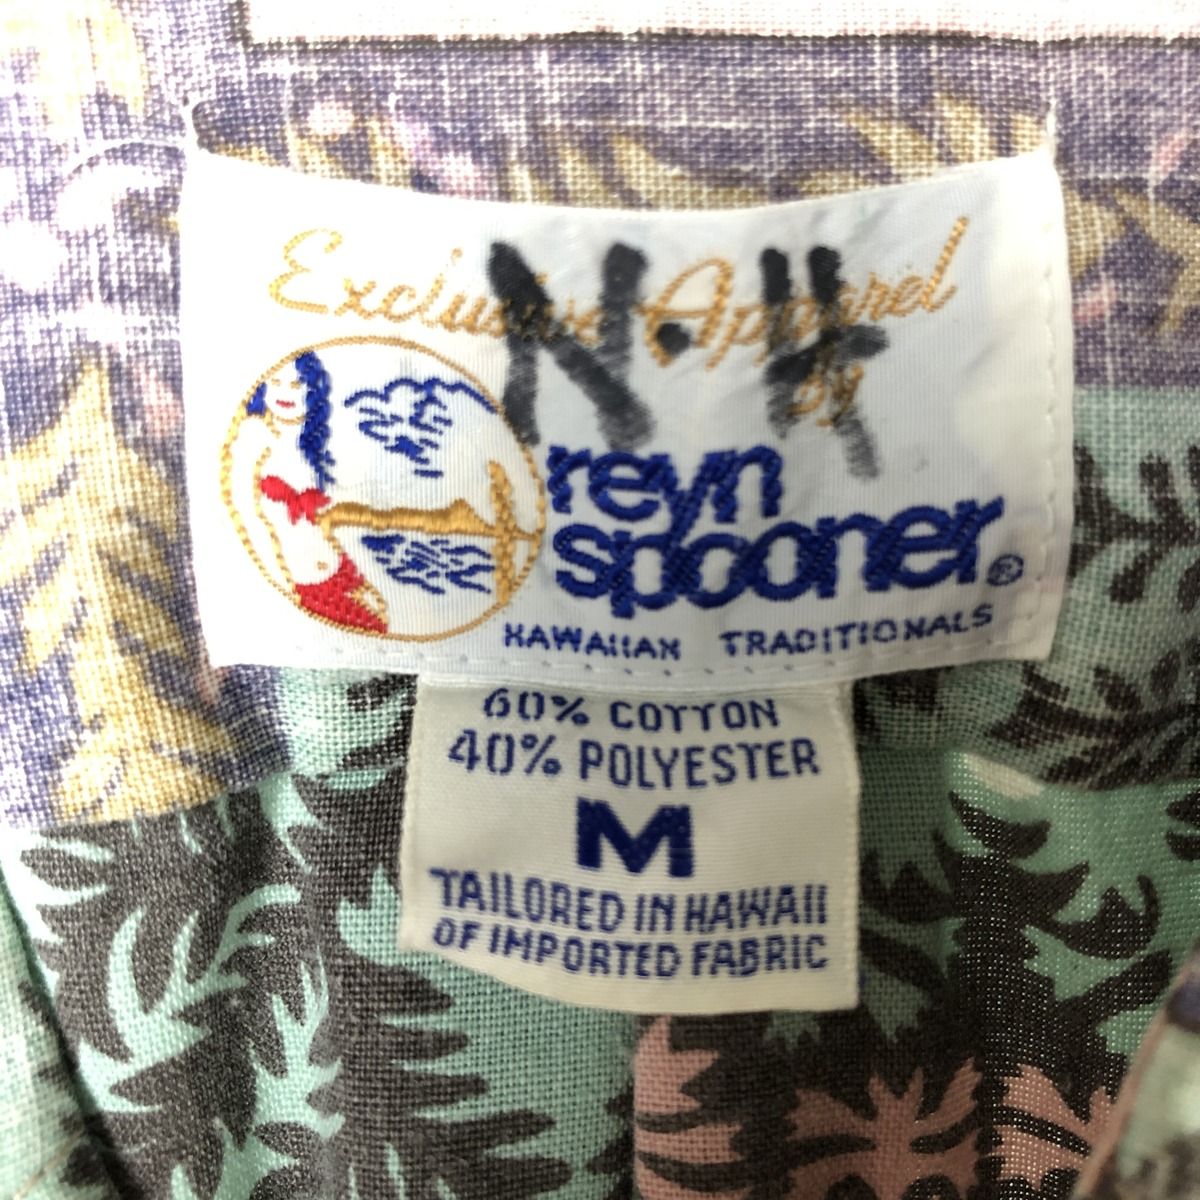 Exclusive Apparel
N.H
by
reyn
spooner®
HAWAIIAN TRADITIONALS
60% COTTON
40% POLYESTER
M
TAILORED IN HAWAII
OF IMPORTED FABRIC